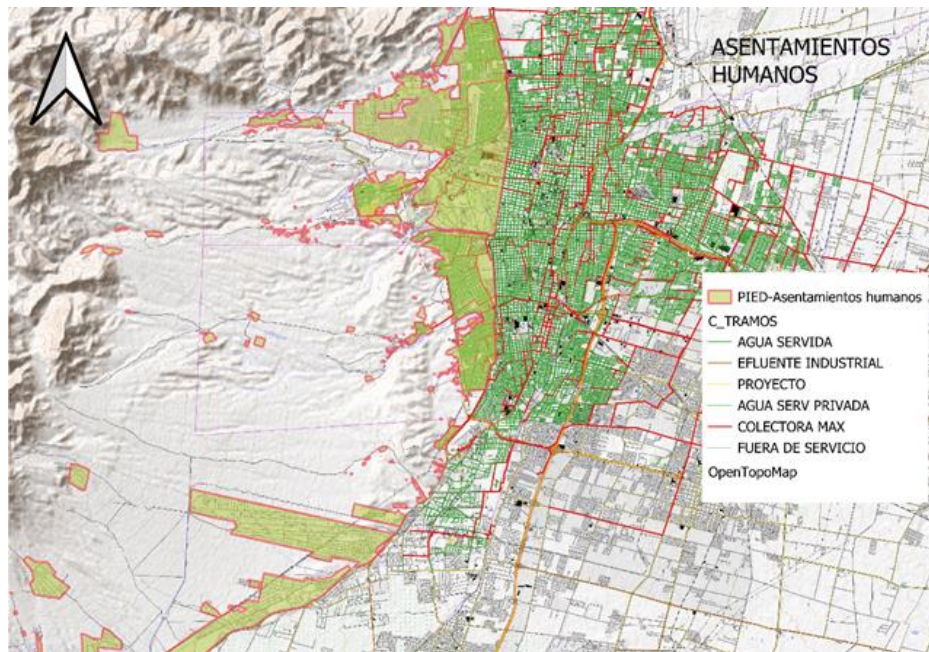 ASENTAMIENTOS
HUMANOS
PIED-Asentamientos humanos
C_TRAMOS
AGUA SERVIDA
EFLUENTE INDUSTRIAL
PROYECTO
AGUA SERV PRIVADA
COLECTORA MAX
FUERA DE SERVICIO
OpenTopoMap